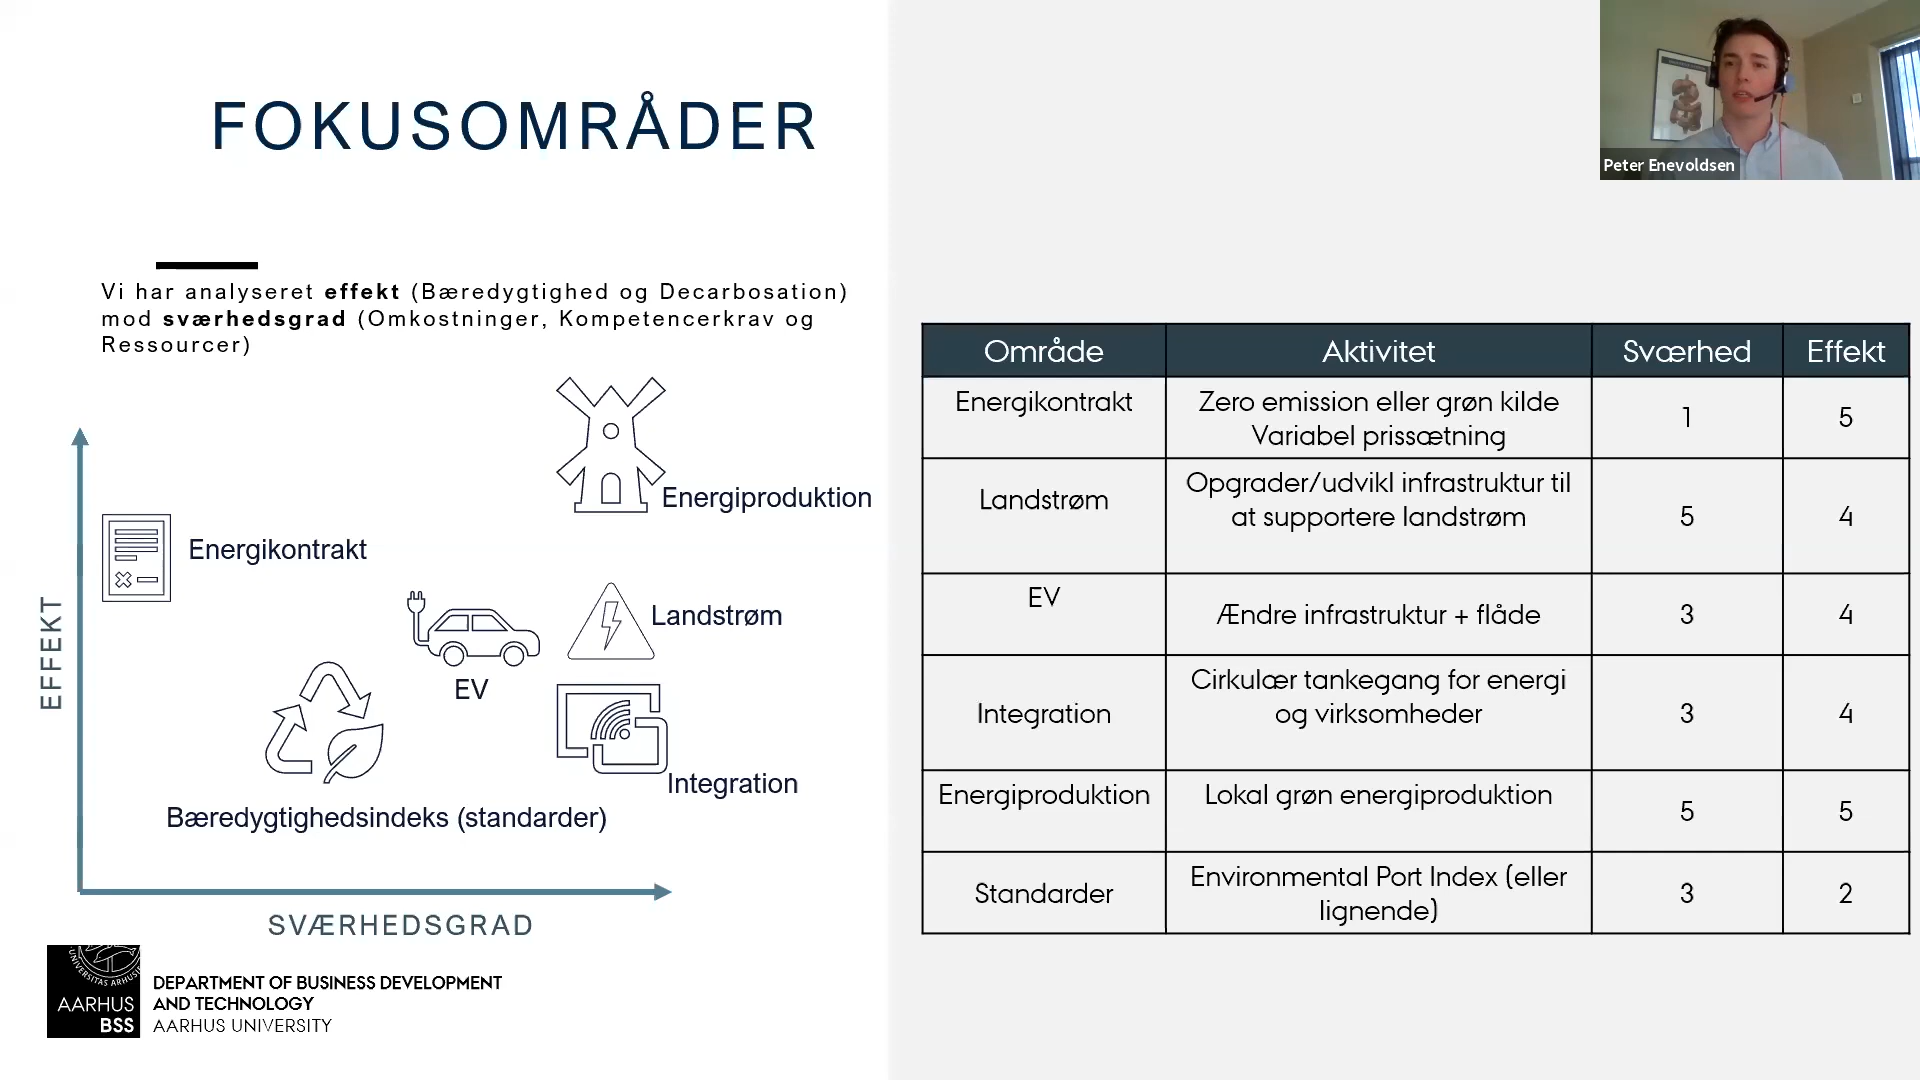 FOKUSOMRÅDER
Vi har analyseret effekt (Bæredygtighed og Decarbosation)
mod sværhedsgrad (Omkostninger, Kompetencerkrav og
Ressourcer)
Energiproduktion
Energikontrakt
Landstrøm
EV
Integration
Bæredygtighedsindeks (standarder)
EFFEKT
SVÆRHEDSGRAD
AARHUS
BSS
DEPARTMENT OF BUSINESS DEVELOPMENT
AND TECHNOLOGY
AARHUS UNIVERSITY
Peter Enevoldsen
Område Aktivitet Sværhed Effekt
Energikontrakt Zero emission eller grøn kilde
Variabel prissætning 1 5
Landstrøm Opgrader/udvikl infrastruktur til
at supportere landstrøm 5 4
EV Ændre infrastruktur + flåde 3 4
Integration Cirkulær tankegang for energi
og virksomheder 3 4
Energiproduktion Lokal grøn energiproduktion 5 5
Standarder Environmental Port Index (eller
lignende) 3 2